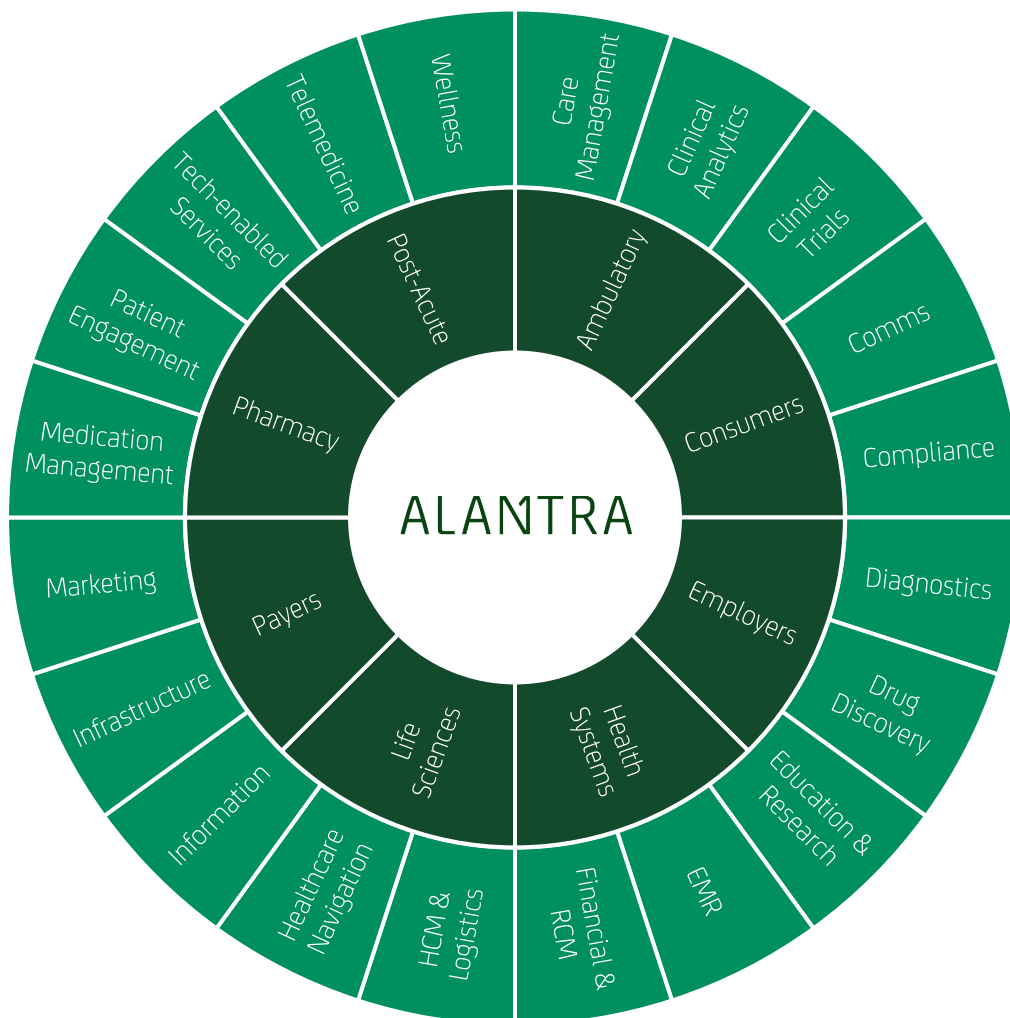 Care
Management
Clinical
Analytics
Clinical
Trials
Comms
Compliance
Diagnostics
Drug
Discovery
Education &
Research
EMR
Financial &
RCM
HCM &
Logistics
Healthcare
Navigation
Information
Infrastructure
Marketing
Medication
Management
Patient
Engagement
Tech-enabled
Services
Telemedicine
Wellness
Ambulatory
Consumers
Employers
Health
Systems
Life
Sciences
Payers
Pharmacy
Post-Acute
ALANTRA